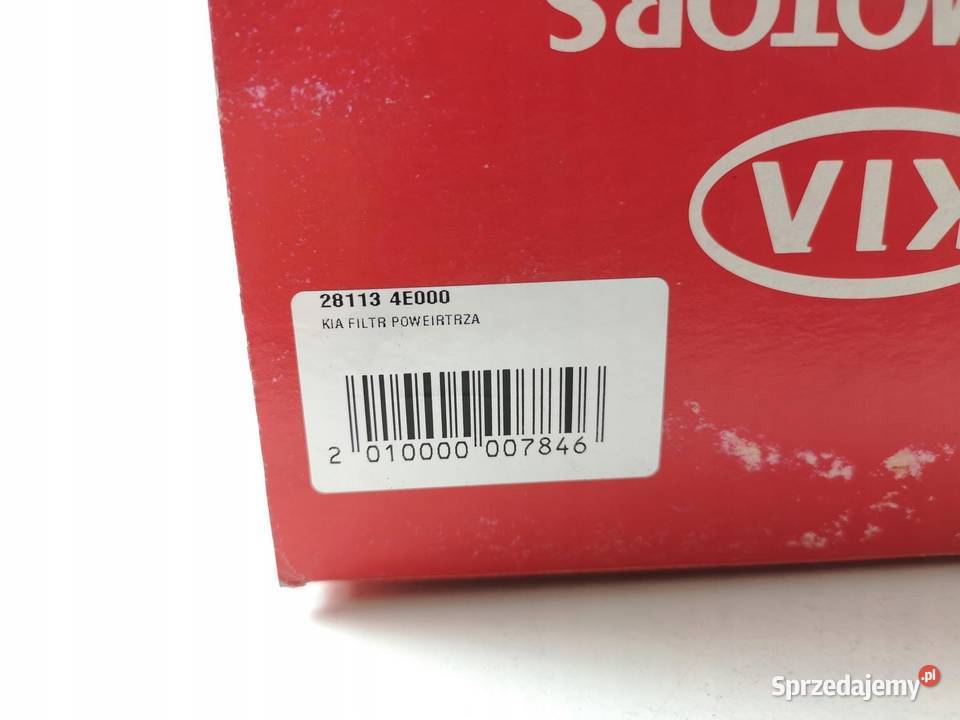 MOTORS
KIA
28113 4E000
KIA FILTR POWEIRTRZA
2 010000 007846
Sprzedajemy.pl